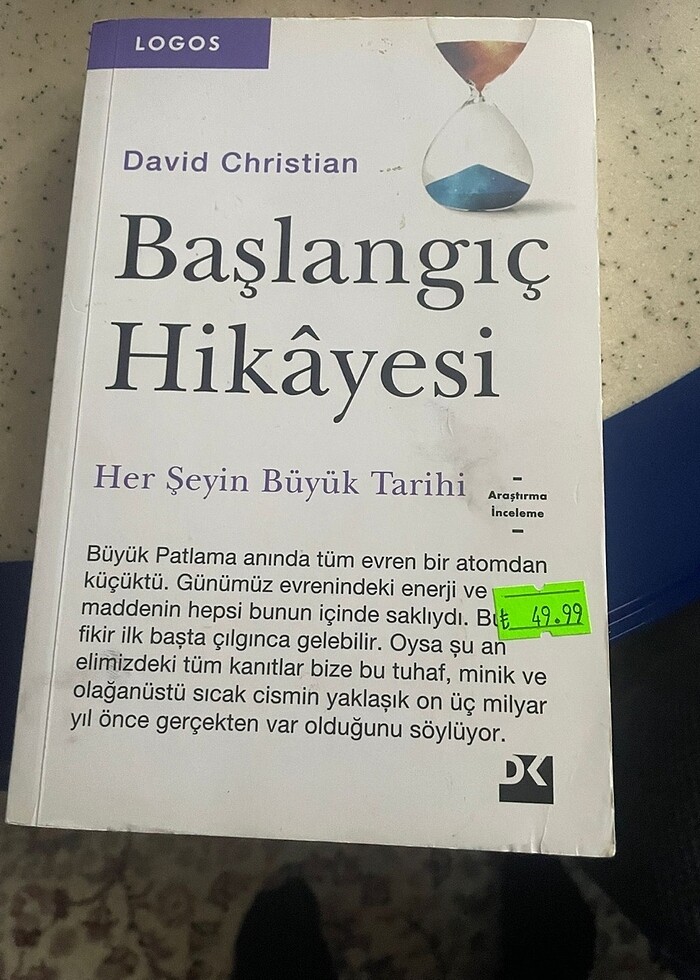 LOGOS
David Christian
Başlangıç
Hikâyesi
Her Şeyin Büyük Tarihi
Araştırma
İnceleme
Büyük Patlama anında tüm evren bir atomdan
küçüktü. Günümüz evrenindeki enerji ve
maddenin hepsi bunun içinde saklıydı.
₺ 49.99
fikir ilk başta çılgınca gelebilir. Oysa şu an
elimizdeki tüm kanıtlar bize bu tuhaf, minik ve
olağanüstü sıcak cismin yaklaşık on üç milyar
yıl önce gerçekten var olduğunu söylüyor.
DK